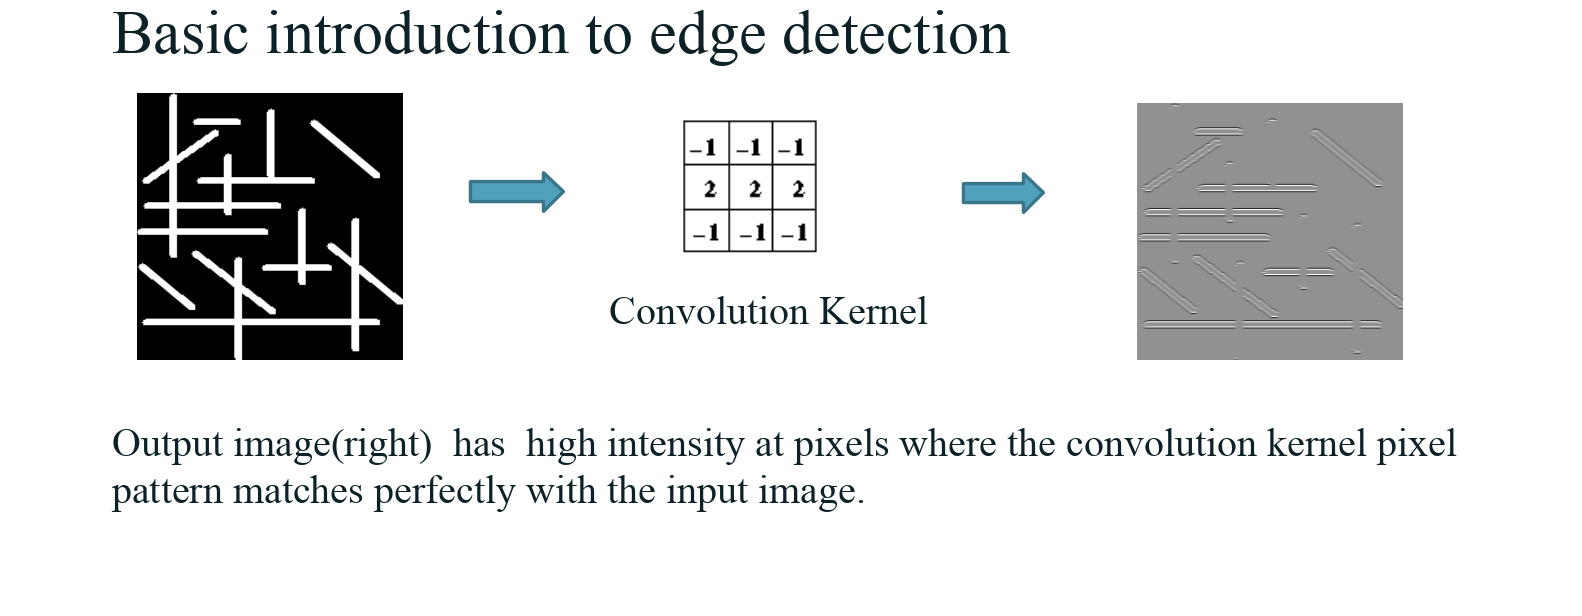 Basic introduction to edge detection
-1 -1 -1
2 2 2
-1 -1 -1
Convolution Kernel
Output image(right)  has  high intensity at pixels where the convolution kernel pixel
pattern matches perfectly with the input image.